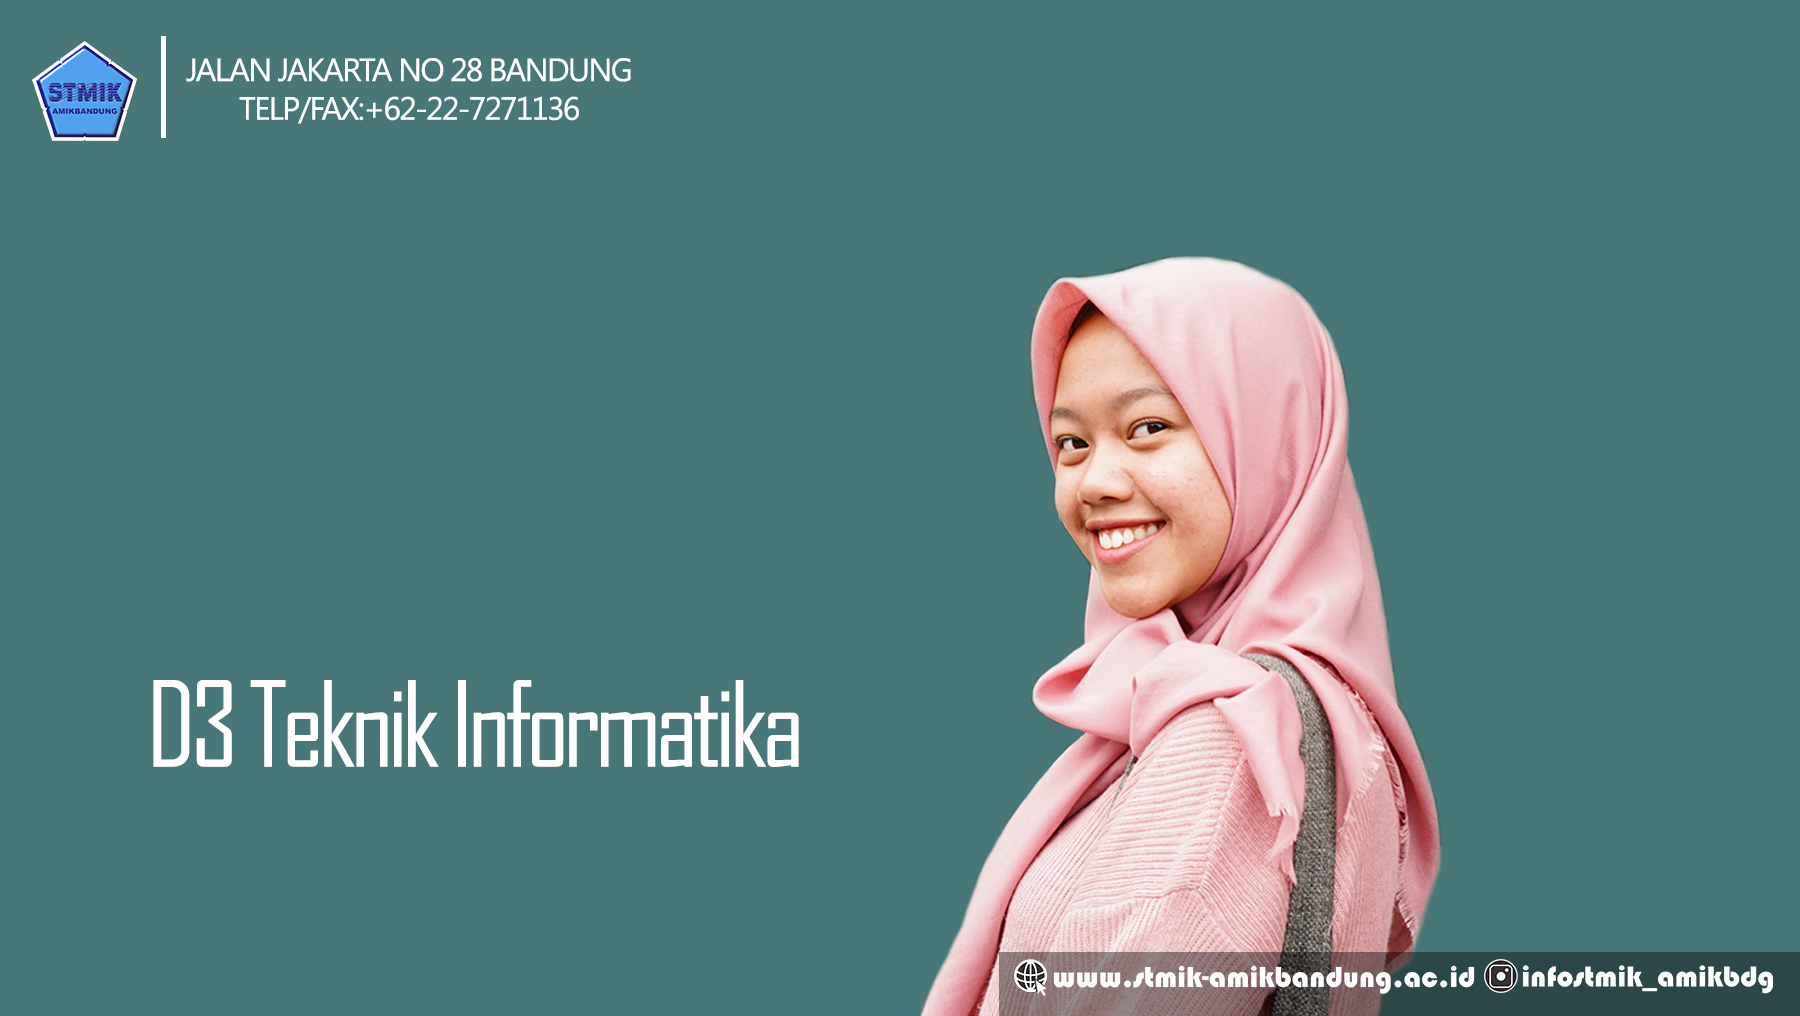 STMIK
AMIKBANDUNG
JALAN JAKARTA NO 28 BANDUNG
TELP/FAX:+62-22-7271136
D3 Teknik Informatika
www.stmik-amikbandung.ac.id infostmik_amikbdg